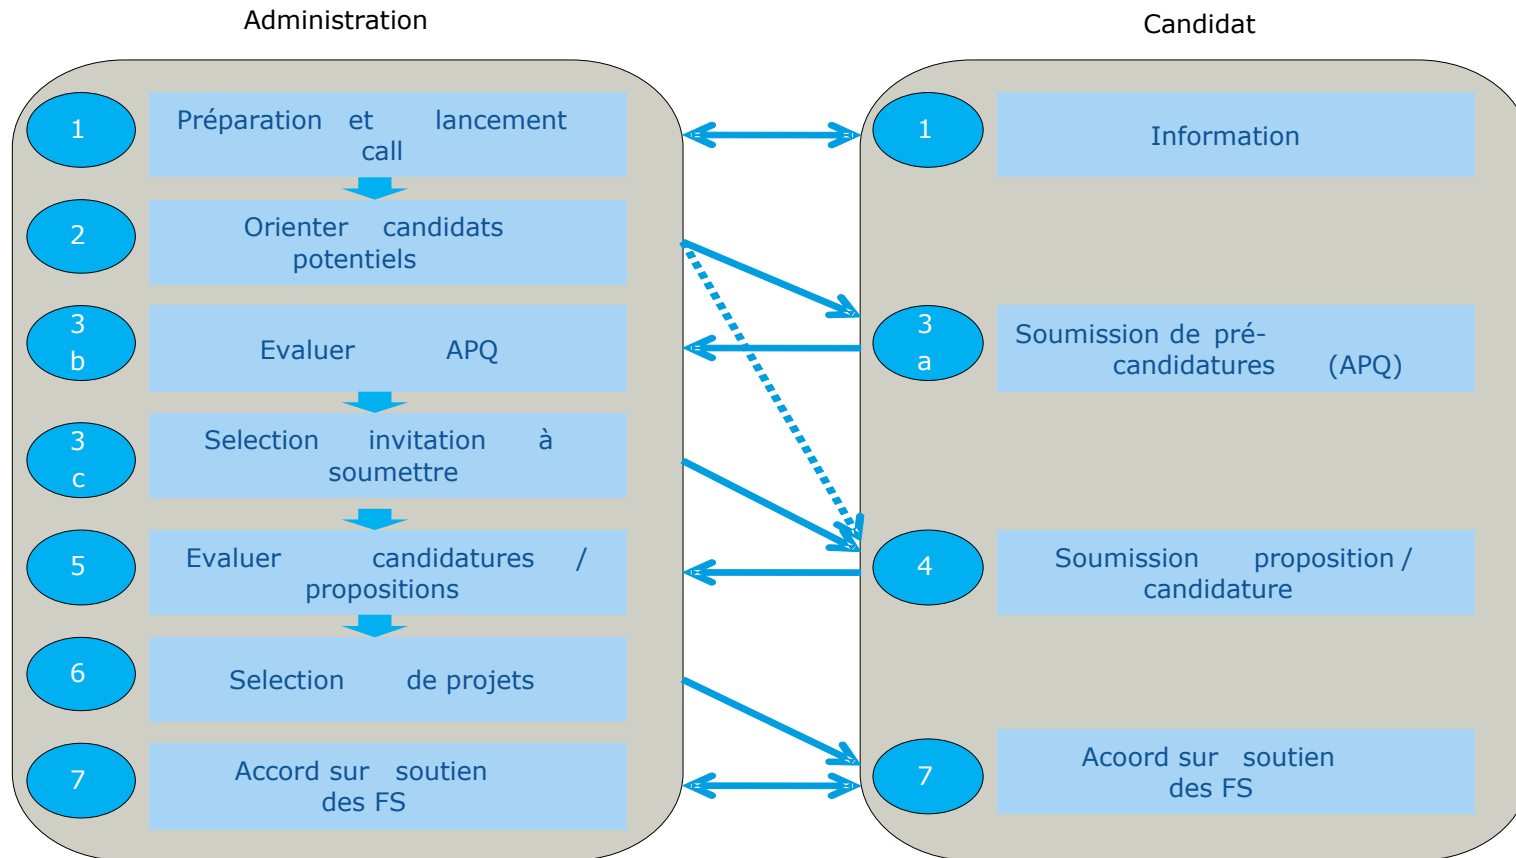 Administration
Candidat
1
Préparation et lancement
call
1
Information
2
Orienter candidats
potentiels
3
b
Evaluer APQ
3
a
Soumission de pré-
candidatures (APQ)
3
c
Selection invitation à
soumettre
5
Evaluer candidatures /
propositions
4
Soumission proposition /
candidature
6
Selection de projets
7
Accord sur soutien
des FS
7
Acoord sur soutien
des FS